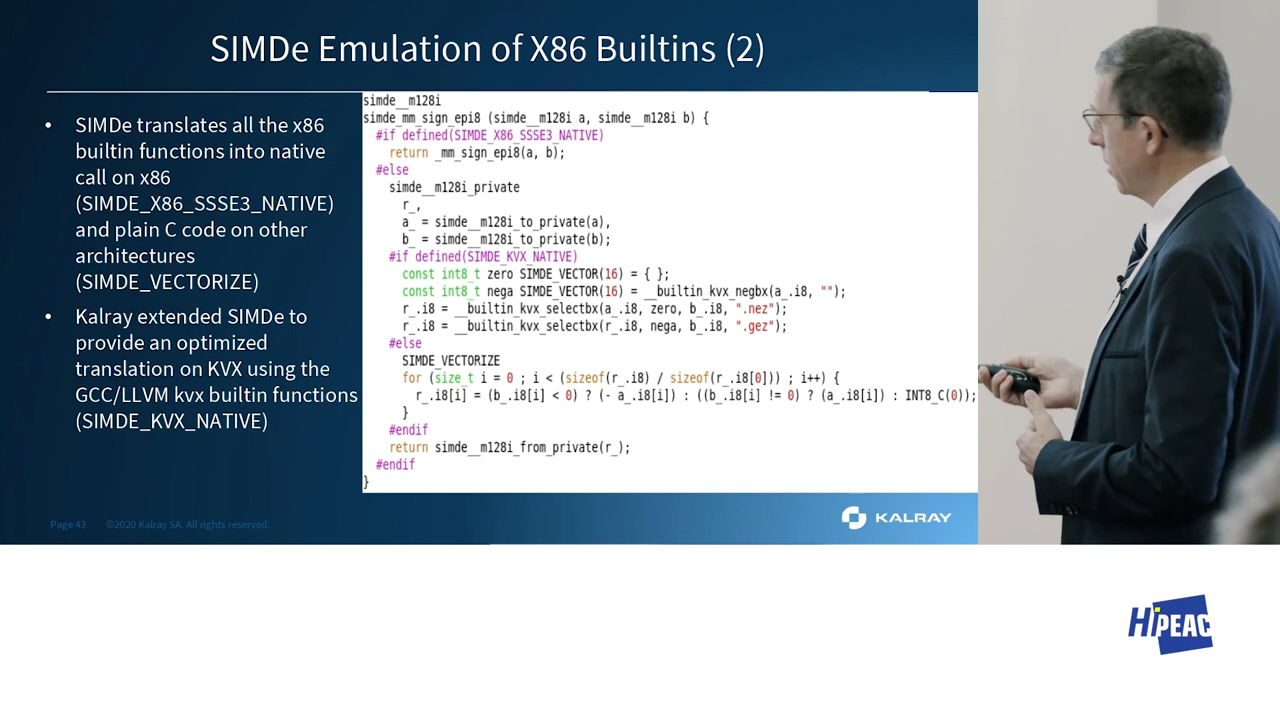 SIMDe Emulation of X86 Builtins (2)
• SIMDe translates all the x86
builtin functions into native
call on x86
(SIMDE_X86_SSSE3_NATIVE)
and plain C code on other
architectures
(SIMDE_VECTORIZE)
• Kalray extended SIMDe to
provide an optimized
translation on KVX using the
GCC/LLVM kvx builtin functions
(SIMDE_KVX_NATIVE)
simde__m128i
simde_mm_sign_epi8 (simde__m128i a, simde__m128i b) {
#if defined(SIMDE_X86_SSSE3_NATIVE)
return _mm_sign_epi8(a, b);
#else
simde__m128i_private
r_,
a_ = simde__m128i_to_private(a),
b_ = simde__m128i_to_private(b);
#if defined(SIMDE_KVX_NATIVE)
const int8_t zero SIMDE_VECTOR(16) = { };
const int8_t nega SIMDE_VECTOR(16) = __builtin_kvx_negbx(a_.i8, "");
r_.i8 = __builtin_kvx_selectbx(a_.i8, zero, b_.i8, ".nez");
r_.i8 = __builtin_kvx_selectbx(r_.i8, nega, b_.i8, ".gez");
#else
SIMDE_VECTORIZE
for (size_t i = 0 ; i < (sizeof(r_.i8) / sizeof(r_.i8[0])) ; i++) {
r_.i8[i] = (b_.i8[i] < 0) ? (- a_.i8[i]) : ((b_.i8[i] != 0) ? (a_.i8[i]) : INT8_C(0));
}
#endif
return simde__m128i_from_private(r_);
#endif
}
Page 43 ©2020 Kalray SA. All rights reserved.
KALRAY
HiPEAC